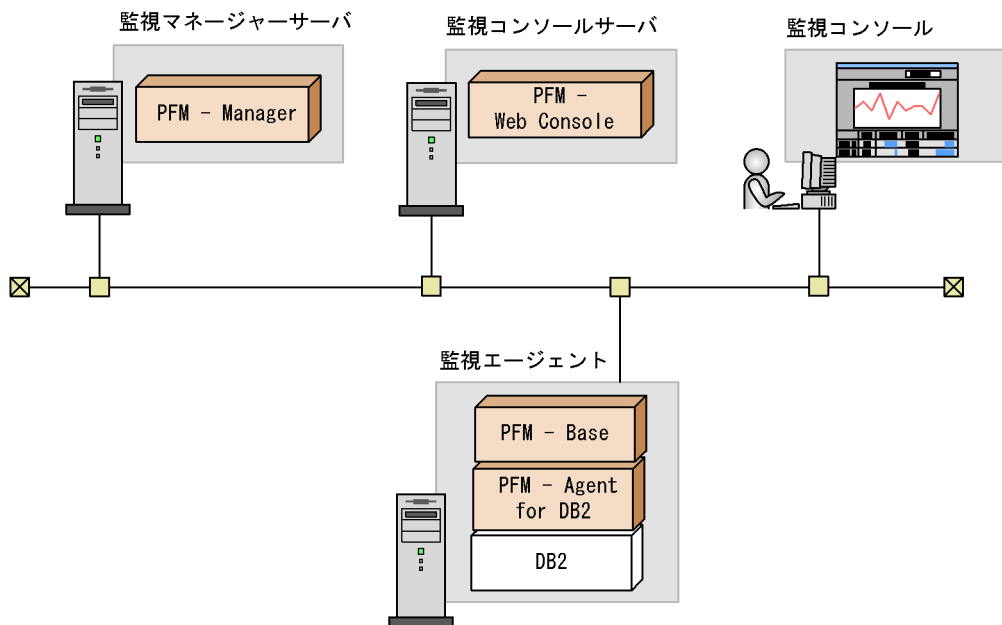 監視マネージャーサーバ
監視コンソールサーバ
監視コンソール
PFM - Manager
PFM -
Web Console
監視エージェント
PFM - Base
PFM - Agent
for DB2
DB2